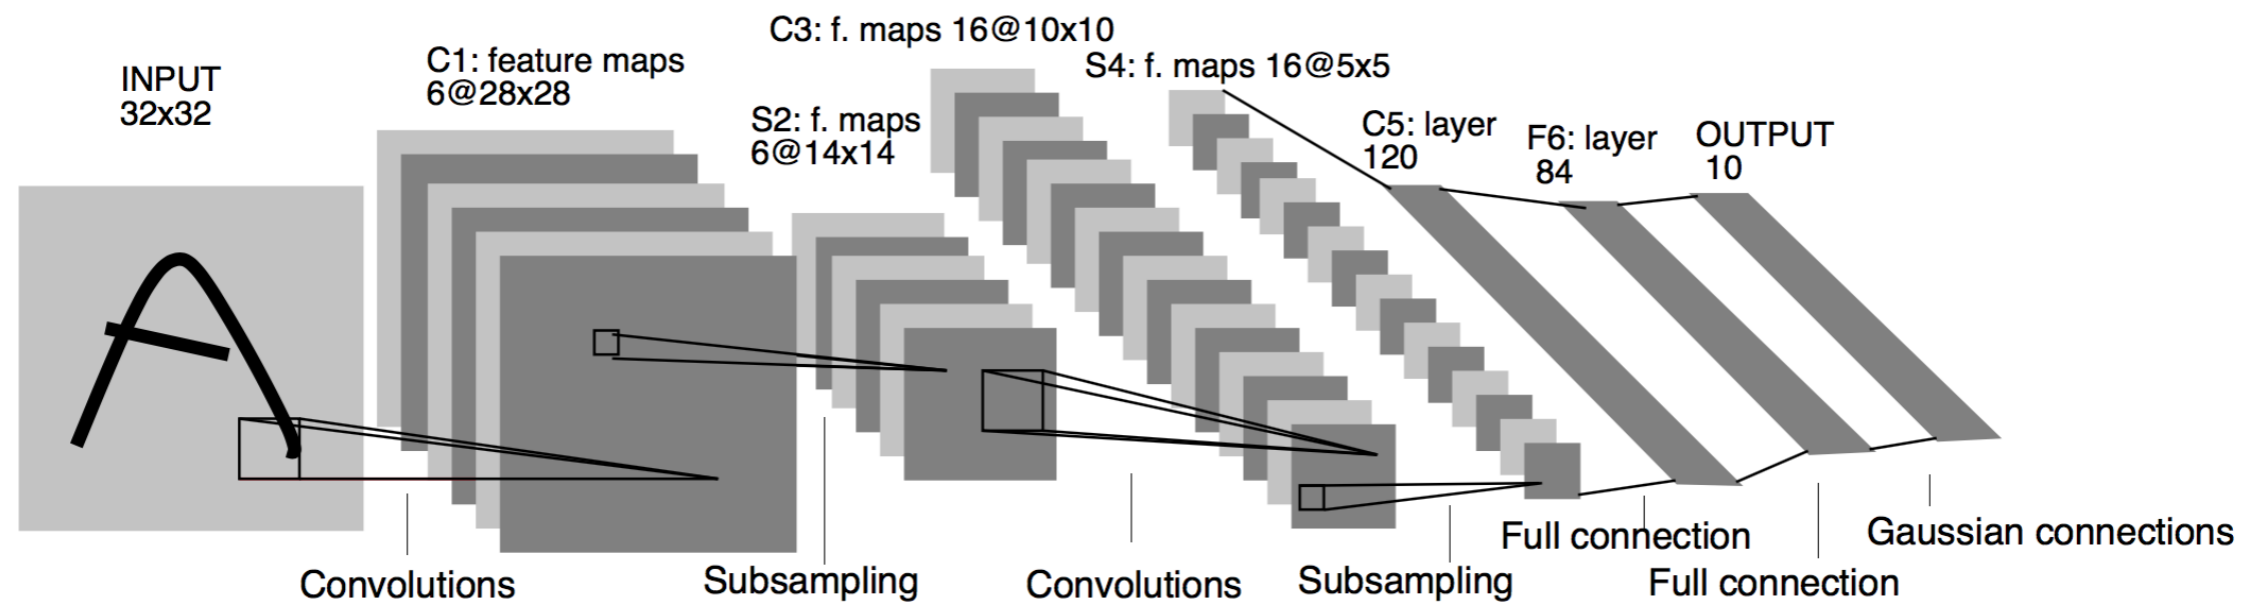 INPUT
32x32
C1: feature maps
6@28x28
S2: f. maps
6@14x14
C3: f. maps 16@10x10
S4: f. maps 16@5x5
C5: layer
120
F6: layer
84
OUTPUT
10
Convolutions
Subsampling
Convolutions
Subsampling
Full connection
Full connection
Gaussian connections